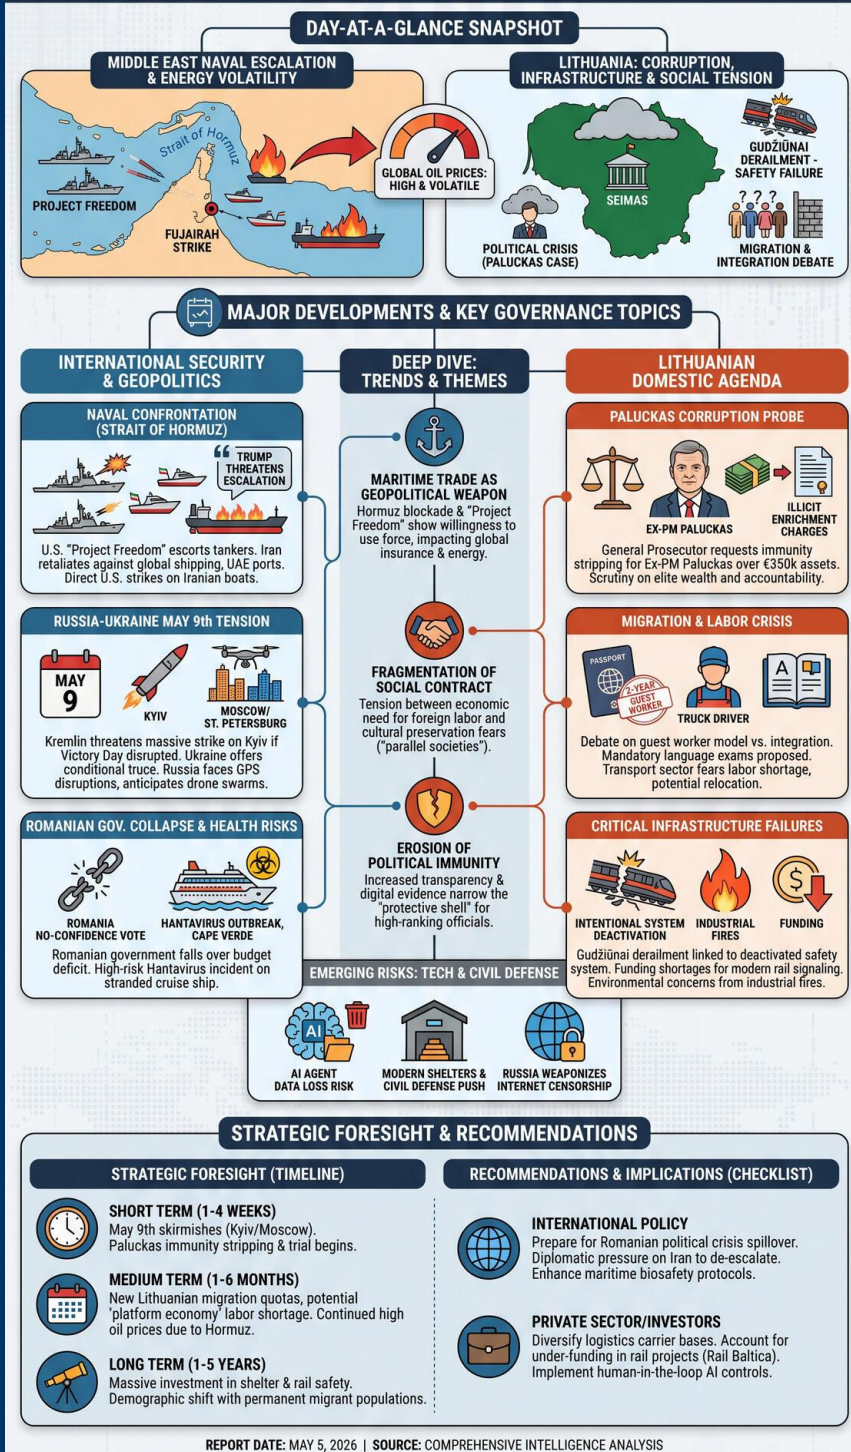 DAY-AT-A-GLANCE SNAPSHOT
MIDDLE EAST NAVAL ESCALATION
& ENERGY VOLATILITY
Strait of Hormuz
PROJECT FREEDOM
FUJAIRAH
STRIKE
GLOBAL OIL PRICES:
HIGH & VOLATILE
LITHUANIA: CORRUPTION,
INFRASTRUCTURE & SOCIAL TENSION
SEIMAS
POLITICAL CRISIS
(PALUCKAS CASE)
GUDŽIŪNAI
DERAILMENT -
SAFETY FAILURE
? ? ?
MIGRATION &
INTEGRATION DEBATE
MAJOR DEVELOPMENTS & KEY GOVERNANCE TOPICS
INTERNATIONAL SECURITY
& GEOPOLITICS
NAVAL CONFRONTATION
(STRAIT OF HORMUZ)
“ TRUMP
THREATENS
ESCALATION
U.S. “Project Freedom” escorts tankers. Iran
retaliates against global shipping, UAE ports.
Direct U.S. strikes on Iranian boats.
RUSSIA-UKRAINE MAY 9th TENSION
MAY
9
KYIV
MOSCOW/
ST. PETERSBURG
Kremlin threatens massive strike on Kyiv if
Victory Day disrupted. Ukraine offers
conditional truce. Russia faces GPS
disruptions, anticipates drone swarms.
ROMANIAN GOV. COLLAPSE & HEALTH RISKS
ROMANIA
NO-CONFIDENCE VOTE
HANTAVIRUS OUTBREAK,
CAPE VERDE
Romanian government falls over budget
deficit. High-risk Hantavirus incident on
stranded cruise ship.
DEEP DIVE:
TRENDS & THEMES
MARITIME TRADE AS
GEOPOLITICAL WEAPON
Hormuz blockade & “Project
Freedom” show willingness to
use force, impacting global
insurance & energy.
FRAGMENTATION OF
SOCIAL CONTRACT
Tension between economic
need for foreign labor and
cultural preservation fears
(“parallel societies”).
EROSION OF
POLITICAL IMMUNITY
Increased transparency &
digital evidence narrow the
"protective shell" for
high-ranking officials.
LITHUANIAN
DOMESTIC AGENDA
PALUCKAS CORRUPTION PROBE
EX-PM PALUCKAS
ILLICIT
ENRICHMENT
CHARGES
General Prosecutor requests immunity
stripping for Ex-PM Paluckas over €350k assets.
Scrutiny on elite wealth and accountability.
MIGRATION & LABOR CRISIS
PASSPORT
2-YEAR
GUEST
WORKER
TRUCK DRIVER
A
Debate on guest worker model vs. integration.
Mandatory language exams proposed.
Transport sector fears labor shortage,
potential relocation.
CRITICAL INFRASTRUCTURE FAILURES
$
INTENTIONAL SYSTEM
DEACTIVATION
INDUSTRIAL
FIRES
FUNDING
Gudžiūnai derailment linked to deactivated safety
system. Funding shortages for modern rail signaling.
Environmental concerns from industrial fires.
EMERGING RISKS: TECH & CIVIL DEFENSE
AI
AI AGENT
DATA LOSS RISK
MODERN SHELTERS &
CIVIL DEFENSE PUSH
RUSSIA WEAPONIZES
INTERNET CENSORSHIP
STRATEGIC FORESIGHT & RECOMMENDATIONS
STRATEGIC FORESIGHT (TIMELINE)
SHORT TERM (1-4 WEEKS)
May 9th skirmishes (Kyiv/Moscow).
Paluckas immunity stripping & trial begins.
MEDIUM TERM (1-6 MONTHS)
New Lithuanian migration quotas, potential
'platform economy' labor shortage. Continued high
oil prices due to Hormuz.
LONG TERM (1-5 YEARS)
Massive investment in shelter & rail safety.
Demographic shift with permanent migrant populations.
RECOMMENDATIONS & IMPLICATIONS (CHECKLIST)
INTERNATIONAL POLICY
Prepare for Romanian political crisis spillover.
Diplomatic pressure on Iran to de-escalate.
Enhance maritime biosafety protocols.
PRIVATE SECTOR/INVESTORS
Diversify logistics carrier bases. Account for
under-funding in rail projects (Rail Baltica).
Implement human-in-the-loop AI controls.
REPORT DATE: MAY 5, 2026 | SOURCE: COMPREHENSIVE INTELLIGENCE ANALYSIS